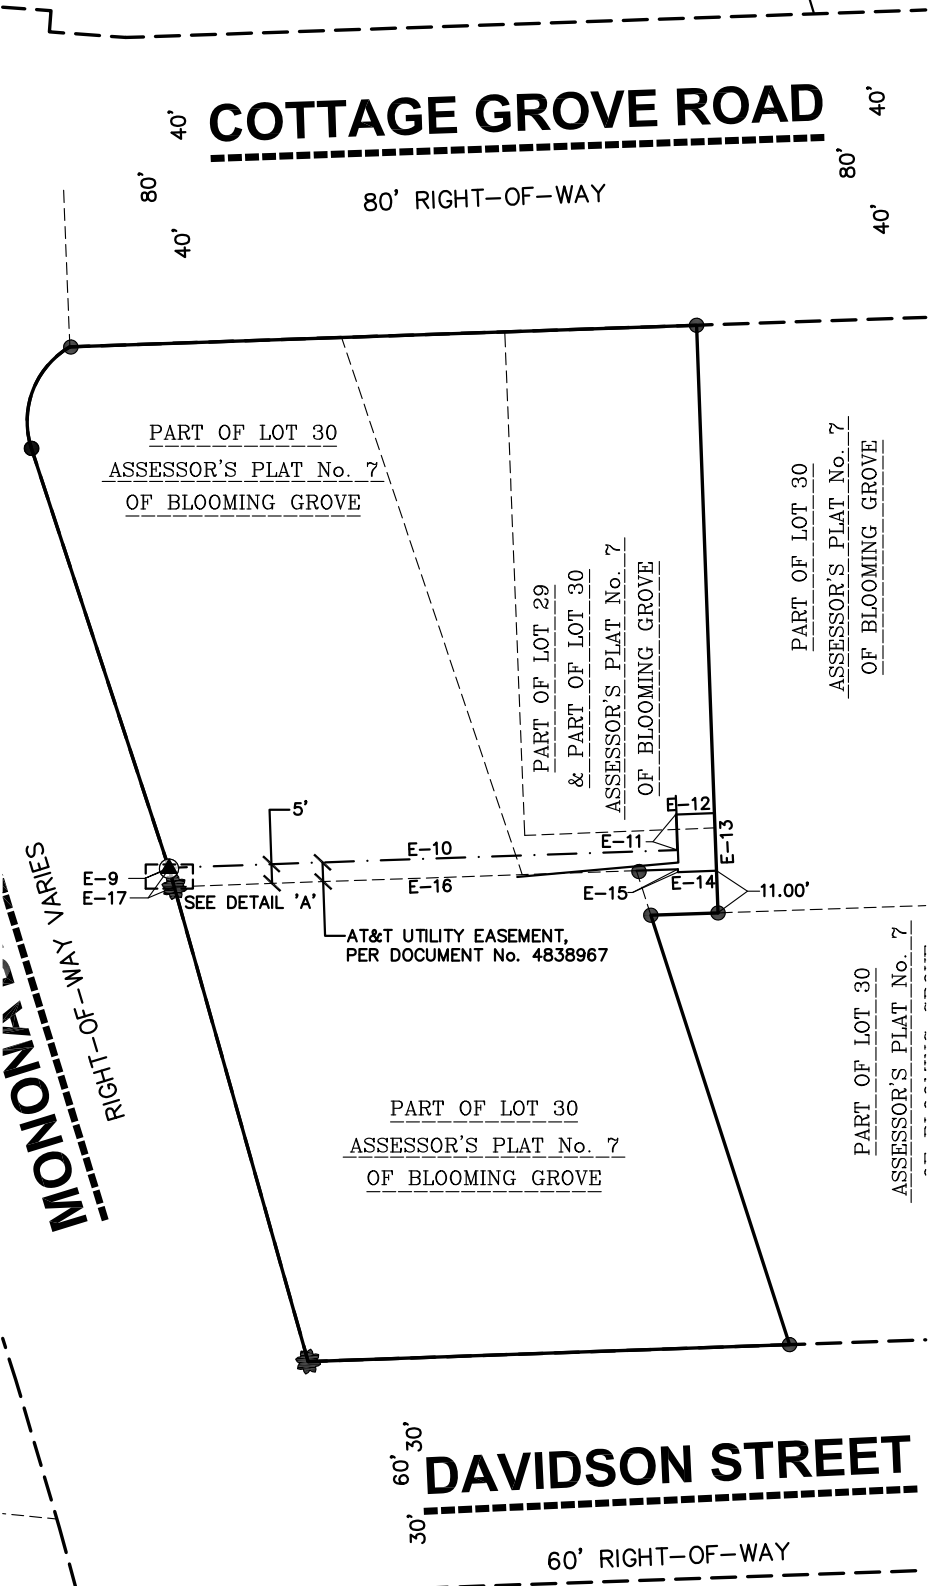 COTTAGE GROVE ROAD
40'
80'
40'
40'
80'
40'
80' RIGHT-OF-WAY
PART OF LOT 30
ASSESSOR'S PLAT No. 7
OF BLOOMING GROVE
PART OF LOT 29
& PART OF LOT 30
ASSESSOR'S PLAT No. 7
OF BLOOMING GROVE
PART OF LOT 30
ASSESSOR'S PLAT No. 7
OF BLOOMING GROVE
5'
E-12
E-11
E-10
E-13
E-9
E-16
E-15
E-14
E-17
11.00'
SEE DETAIL 'A'
AT&T UTILITY EASEMENT,
PER DOCUMENT No. 4838967
MONONA
RIGHT-OF-WAY VARIES
PART OF LOT 30
ASSESSOR'S PLAT No. 7
OF BLOOMING GROVE
PART OF LOT 30
ASSESSOR'S PLAT No. 7
30'
60'
30'
DAVIDSON STREET
60' RIGHT-OF-WAY